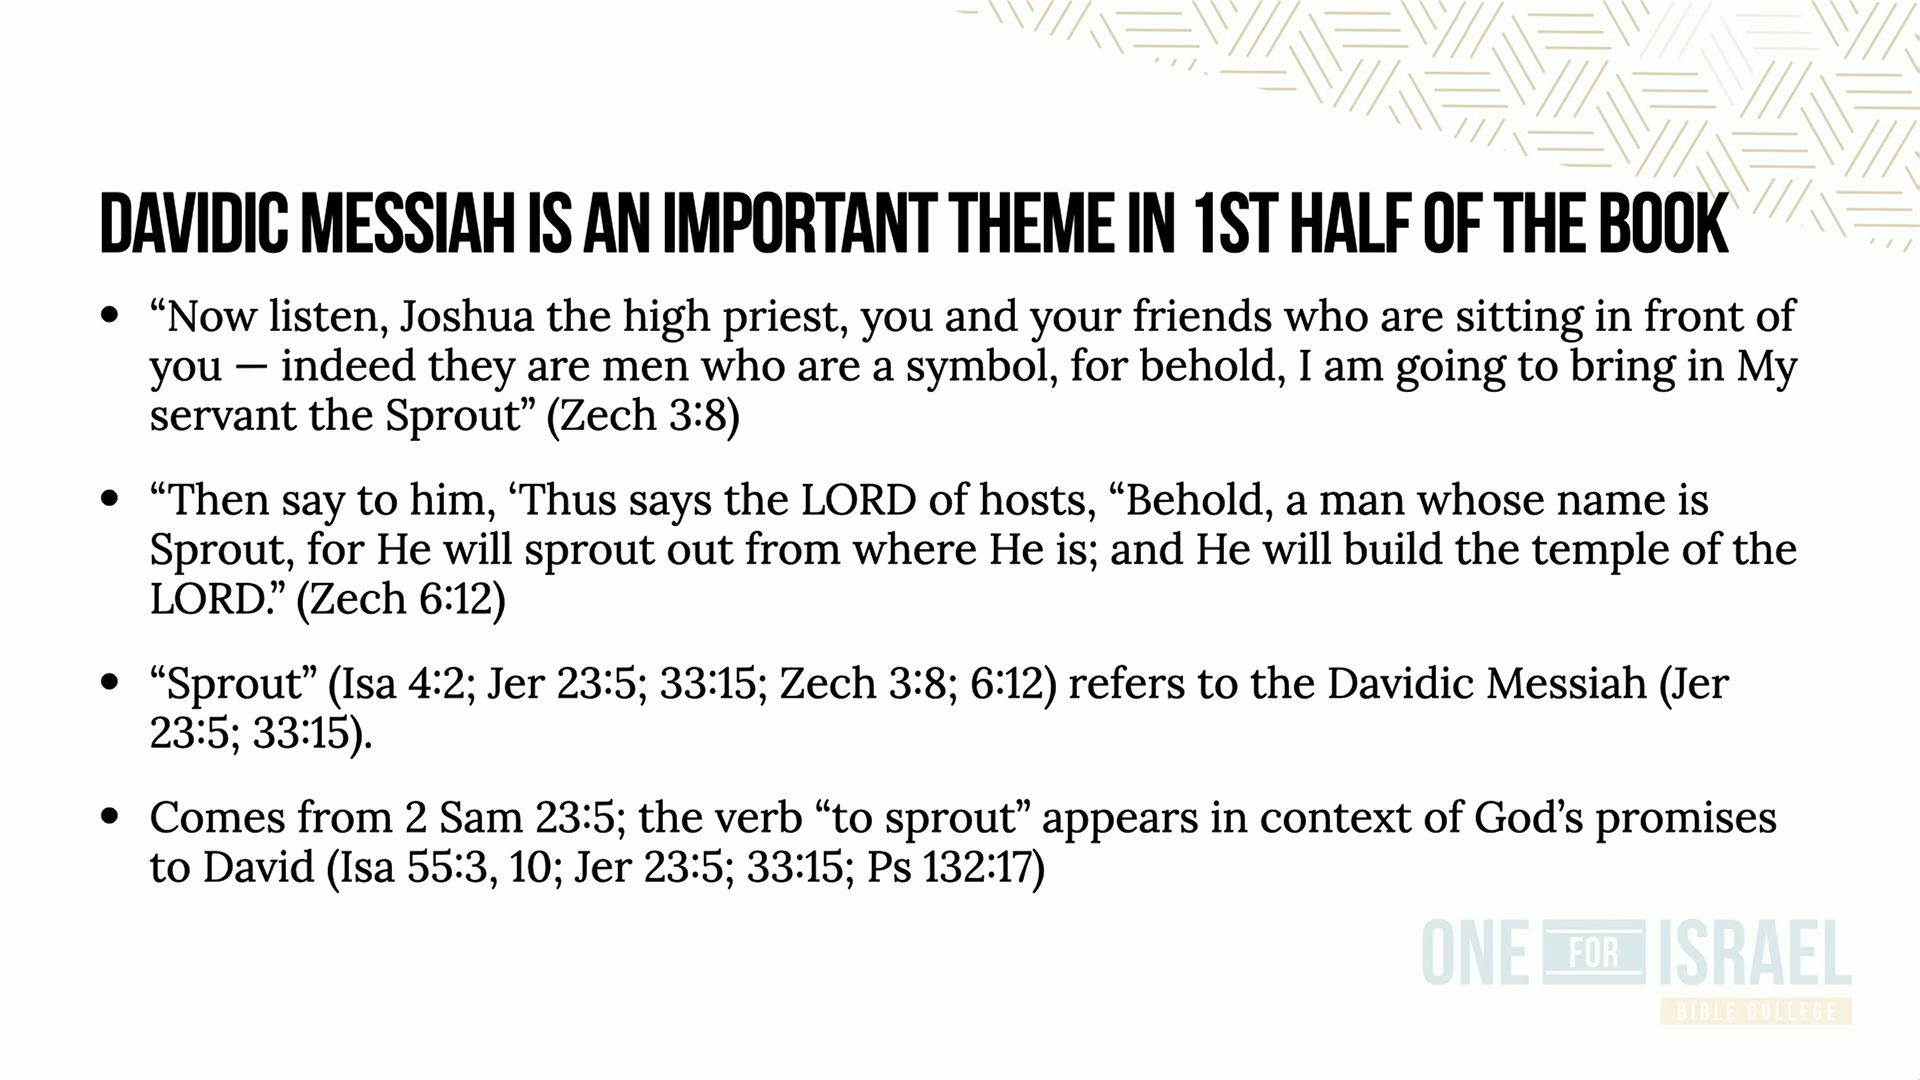 DAVIDIC MESSIAH IS AN IMPORTANT THEME IN 1ST HALF OF THE BOOK
• “Now listen, Joshua the high priest, you and your friends who are sitting in front of
you — indeed they are men who are a symbol, for behold, I am going to bring in My
servant the Sprout” (Zech 3:8)
• “Then say to him, ‘Thus says the LORD of hosts, “Behold, a man whose name is
Sprout, for He will sprout out from where He is; and He will build the temple of the
LORD.” (Zech 6:12)
• “Sprout” (Isa 4:2; Jer 23:5; 33:15; Zech 3:8; 6:12) refers to the Davidic Messiah (Jer
23:5; 33:15).
• Comes from 2 Sam 23:5; the verb “to sprout” appears in context of God’s promises
to David (Isa 55:3, 10; Jer 23:5; 33:15; Ps 132:17)
ONE FOR ISRAEL
BIBLE COLLEGE